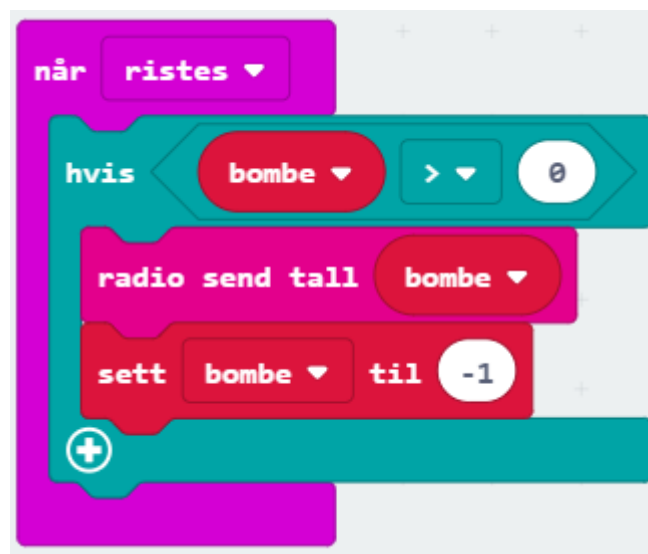 når ristes
hvis bombe > 0
radio send tall bombe
sett bombe til -1